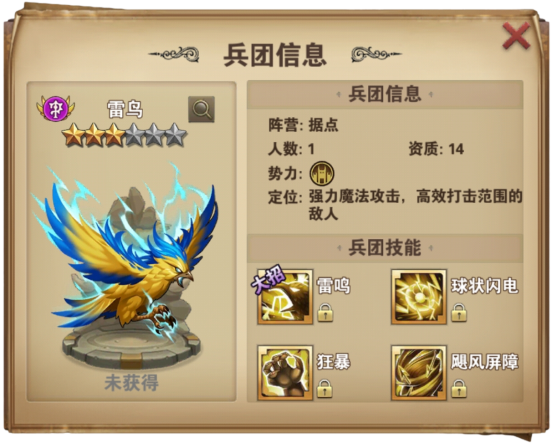 兵团信息
雷鸟
未获得
兵团信息
阵营: 据点
人数: 1 资质: 14
势力:
定位: 强力魔法攻击，高效打击范围的
敌人
兵团技能
大招
雷鸣
球状闪电
狂暴
飓风屏障